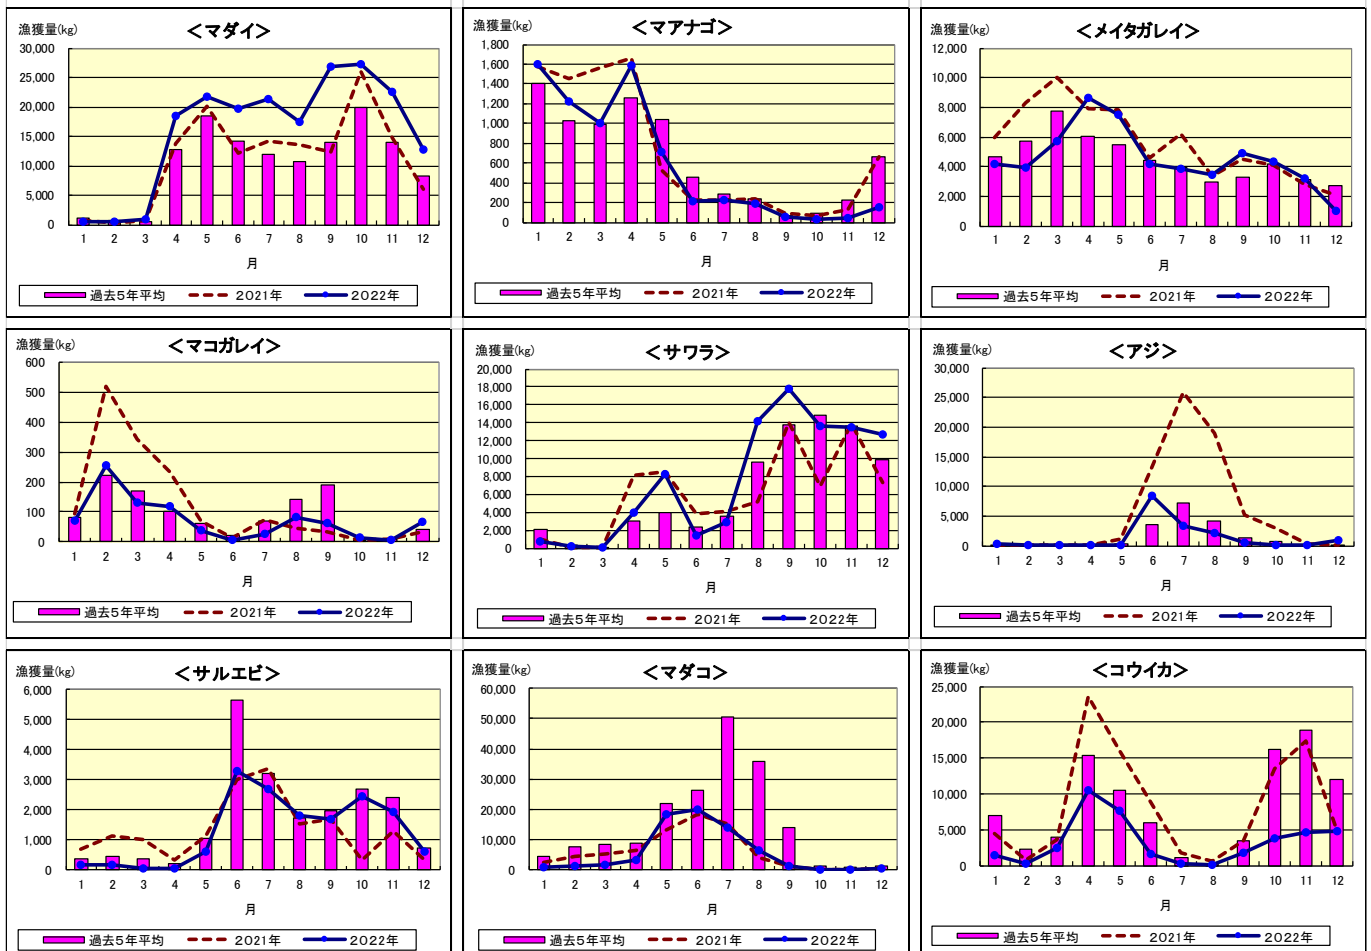 漁獲量(kg)
＜マダイ＞
30,000
25,000
20,000
15,000
10,000
5,000
0
1 2 3 4 5 6 7 8 9 10 11 12
月
過去5年平均 2021年 2022年
漁獲量(kg)
＜マアナゴ＞
1,800
1,600
1,400
1,200
1,000
800
600
400
200
0
1 2 3 4 5 6 7 8 9 10 11 12
月
過去5年平均 2021年 2022年
漁獲量(kg)
＜メイタガレイ＞
12,000
10,000
8,000
6,000
4,000
2,000
0
1 2 3 4 5 6 7 8 9 10 11 12
月
過去5年平均 2021年 2022年
漁獲量(kg)
＜マコガレイ＞
600
500
400
300
200
100
0
1 2 3 4 5 6 7 8 9 10 11 12
月
過去5年平均 2021年 2022年
漁獲量(kg)
＜サワラ＞
20,000
18,000
16,000
14,000
12,000
10,000
8,000
6,000
4,000
2,000
0
1 2 3 4 5 6 7 8 9 10 11 12
月
過去5年平均 2021年 2022年
漁獲量(kg)
＜アジ＞
30,000
25,000
20,000
15,000
10,000
5,000
0
1 2 3 4 5 6 7 8 9 10 11 12
月
過去5年平均 2021年 2022年
漁獲量(kg)
＜サルエビ＞
6,000
5,000
4,000
3,000
2,000
1,000
0
1 2 3 4 5 6 7 8 9 10 11 12
月
過去5年平均 2021年 2022年
漁獲量(kg)
＜マダコ＞
60,000
50,000
40,000
30,000
20,000
10,000
0
1 2 3 4 5 6 7 8 9 10 11 12
月
過去5年平均 2021年 2022年
漁獲量(kg)
＜コウイカ＞
25,000
20,000
15,000
10,000
5,000
0
1 2 3 4 5 6 7 8 9 10 11 12
月
過去5年平均 2021年 2022年